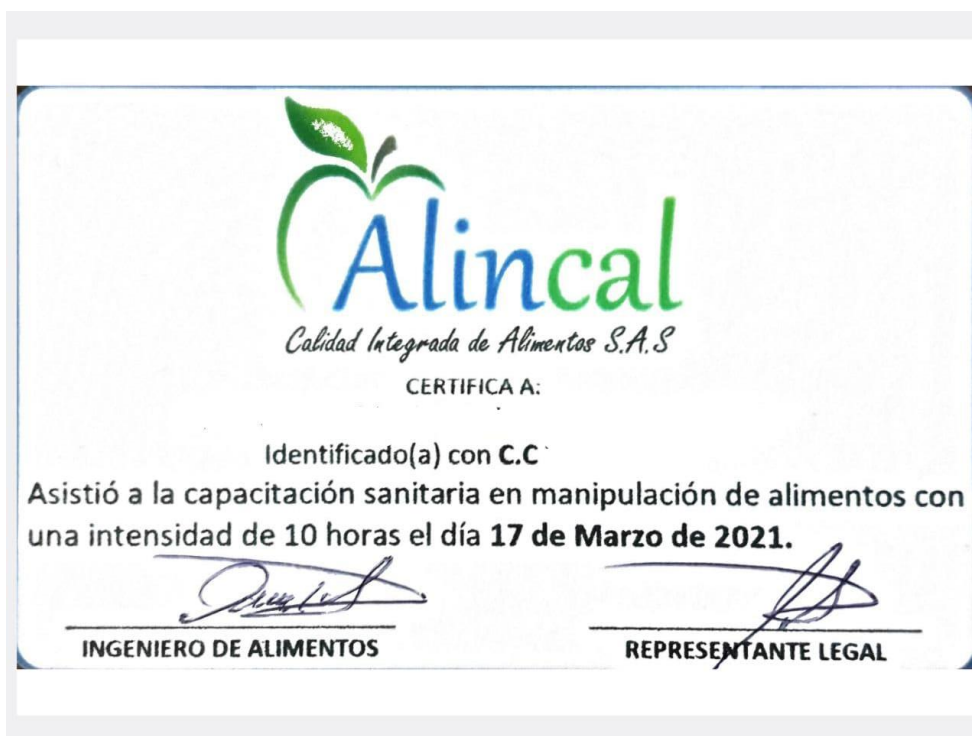 Alincal
Calidad Integrada de Alimentos S.A.S
CERTIFICA A:
Identificado(a) con C.C
Asistió a la capacitación sanitaria en manipulación de alimentos con
una intensidad de 10 horas el día 17 de Marzo de 2021.
INGENIERO DE ALIMENTOS
REPRESENTANTE LEGAL